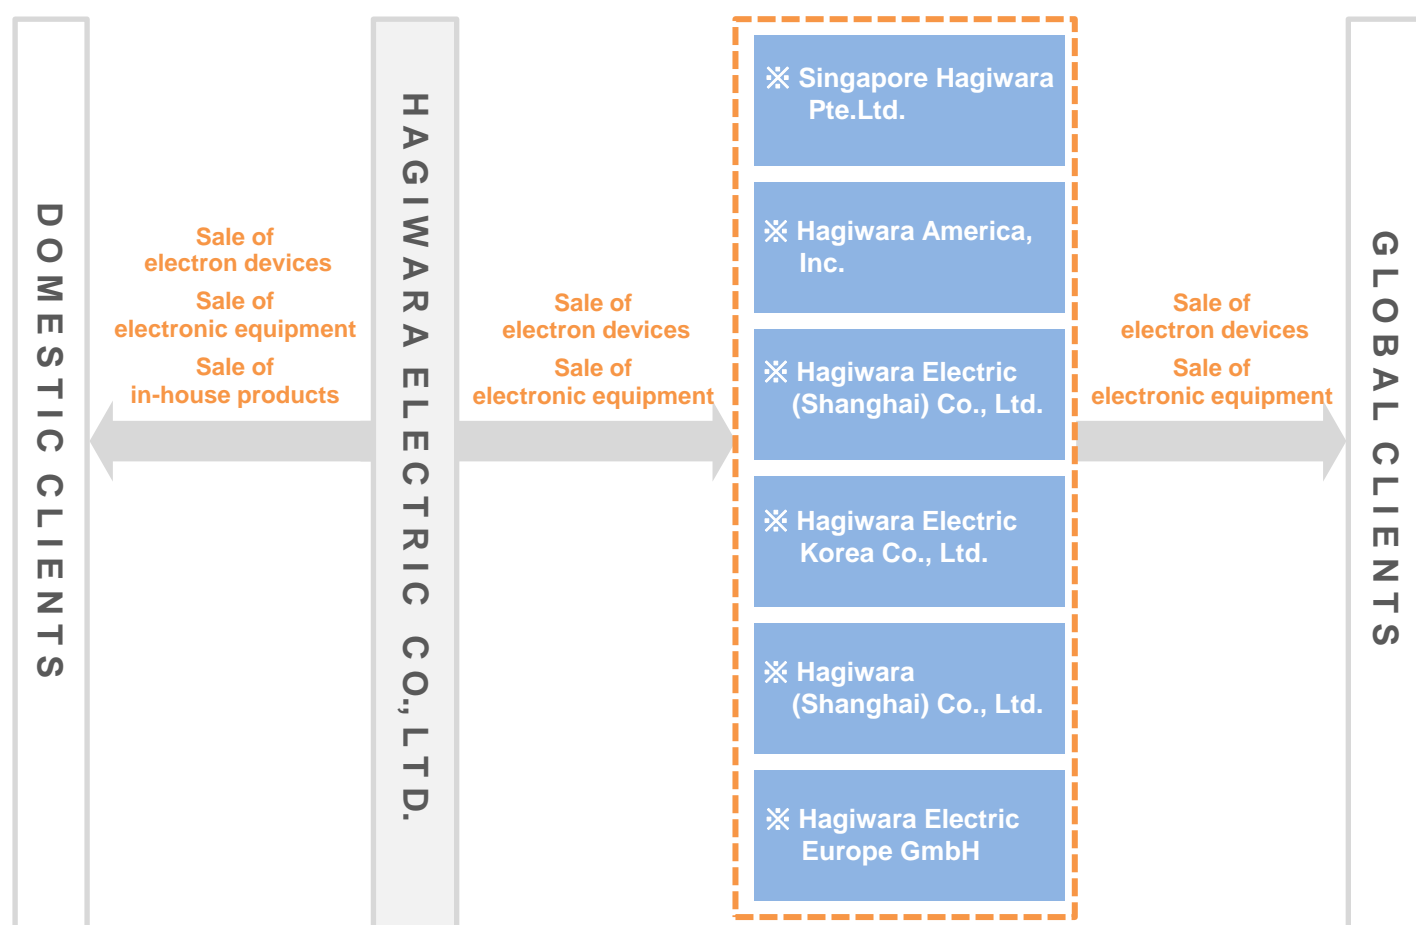 DOMESTIC CLIENTS
Sale of
electron devices
Sale of
electronic equipment
Sale of
in-house products
HAGIWARA ELECTRIC CO., LTD.
Sale of
electron devices
Sale of
electronic equipment
※ Singapore Hagiwara
Pte.Ltd.
※ Hagiwara America,
Inc.
※ Hagiwara Electric
(Shanghai) Co., Ltd.
※ Hagiwara Electric
Korea Co., Ltd.
※ Hagiwara
(Shanghai) Co., Ltd.
※ Hagiwara Electric
Europe GmbH
Sale of
electron devices
Sale of
electronic equipment
GLOBAL CLIENTS